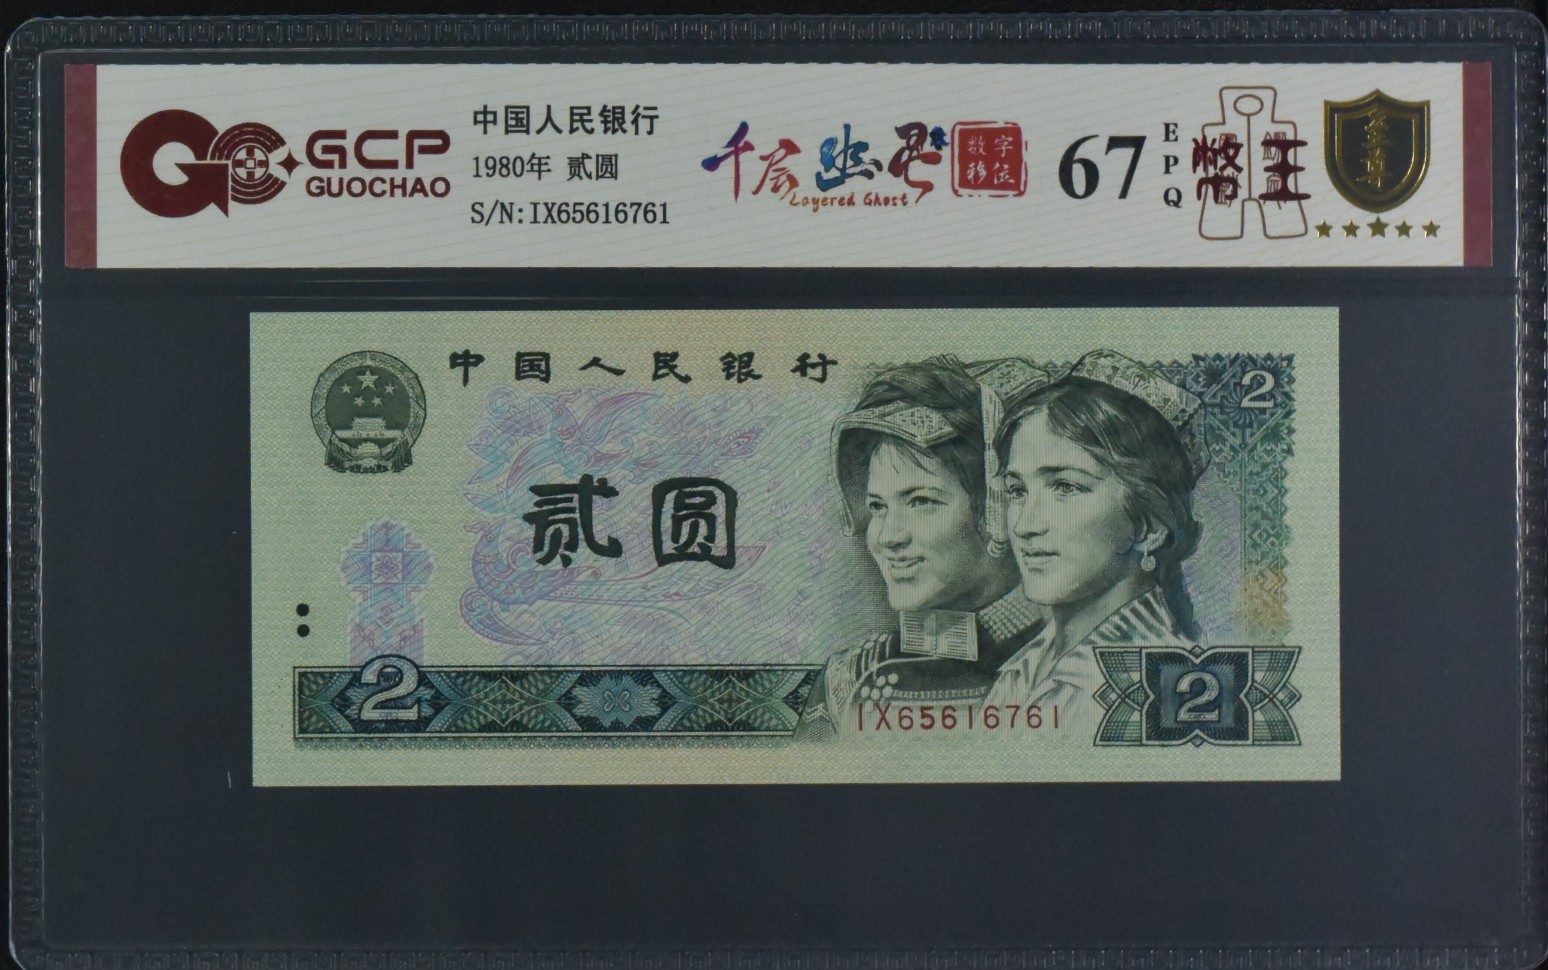 GCP
GUOCHAO
中国人民银行
1980年 贰圆
S/N:IX65616761
千层幽灵
Layered Ghost
数字
移位
67
EPQ
至尊
中国人民银行
2
贰圆
2
IX65616761
2